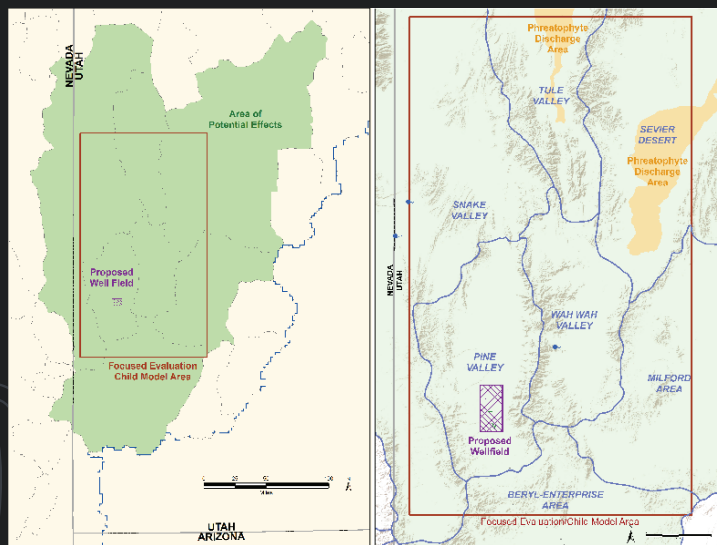 NEVADA
UTAH
Area of
Potential Effects
Proposed
Well Field
Focused Evaluation
Child Model Area
Miles
UTAH
ARIZONA
Phreatophyte
Discharge
Area
TULE
VALLEY
SEVIER
DESERT
Phreatophyte
Discharge
Area
SNAKE
VALLEY
NEVADA
UTAH
WAH WAH
VALLEY
PINE
VALLEY
MILFORD
AREA
Proposed
Wellfield
BERYL-ENTERPRISE
AREA
Focused Evaluation/Child Model Area